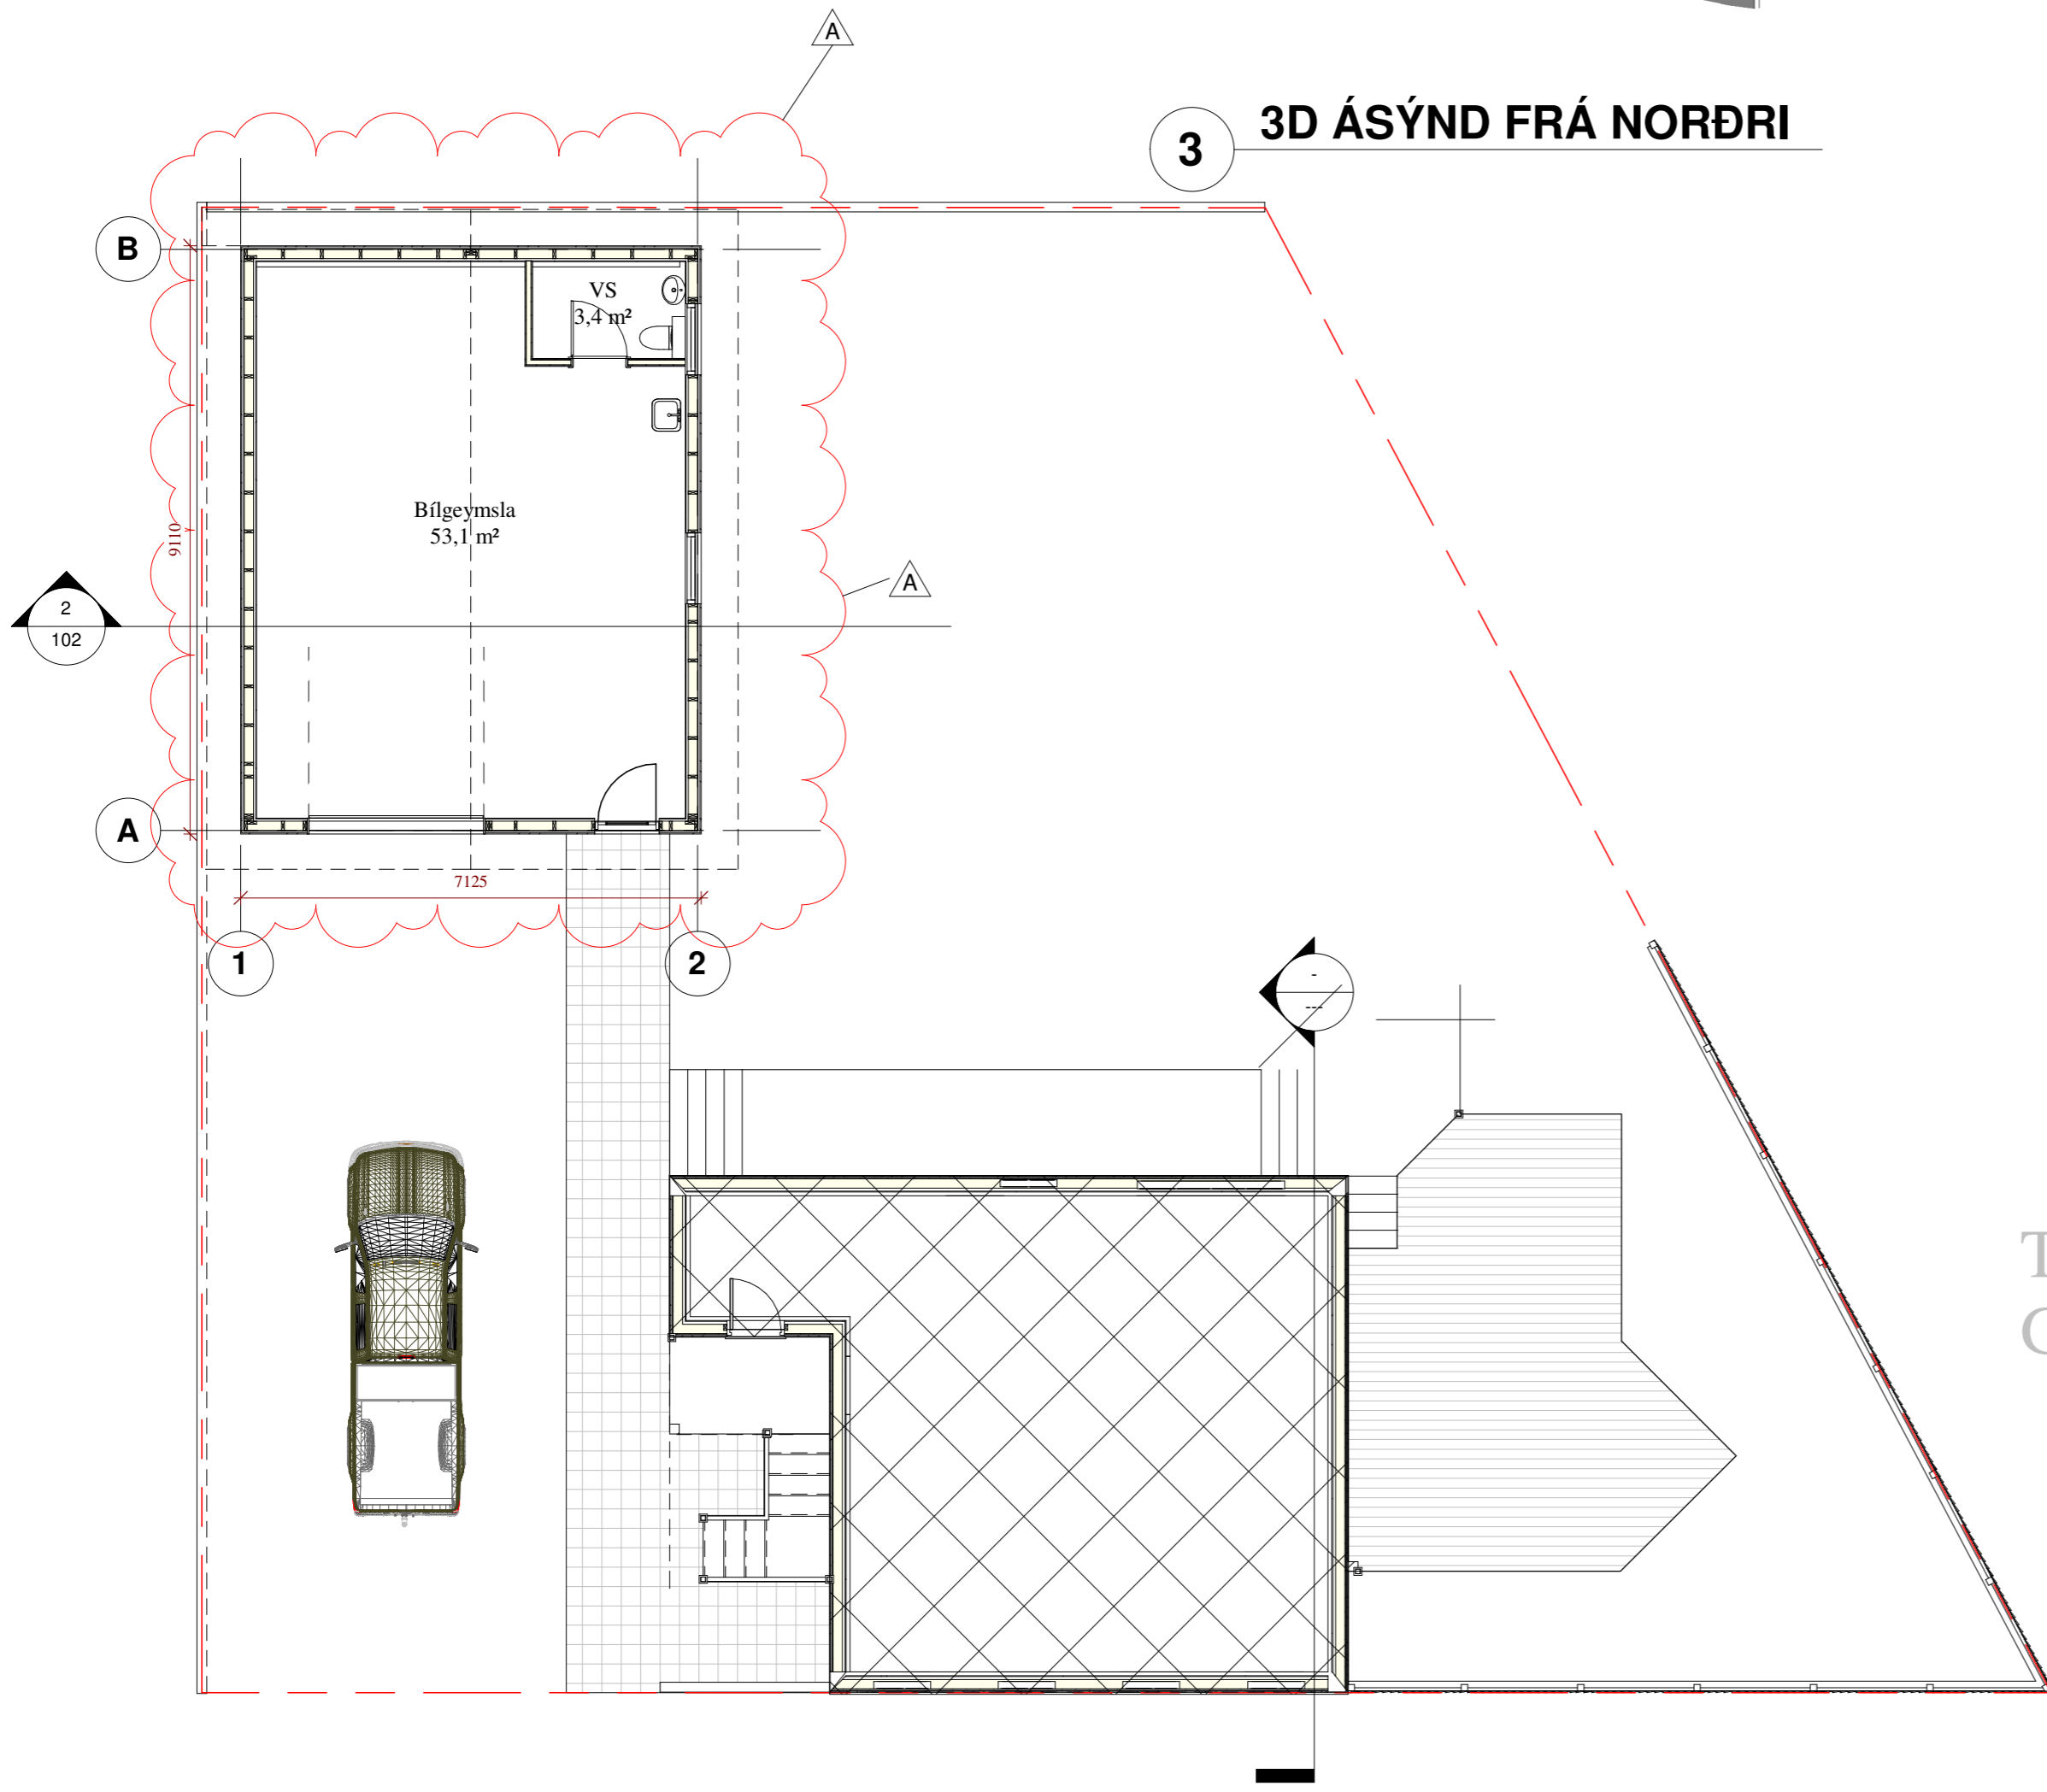 A
3
3D ÁSÝND FRÁ NORÐRI
B
VS
3,4 m²
Bílgeymsla
53,1 m²
9110
A
2
102
A
7125
1
2
-
---
T